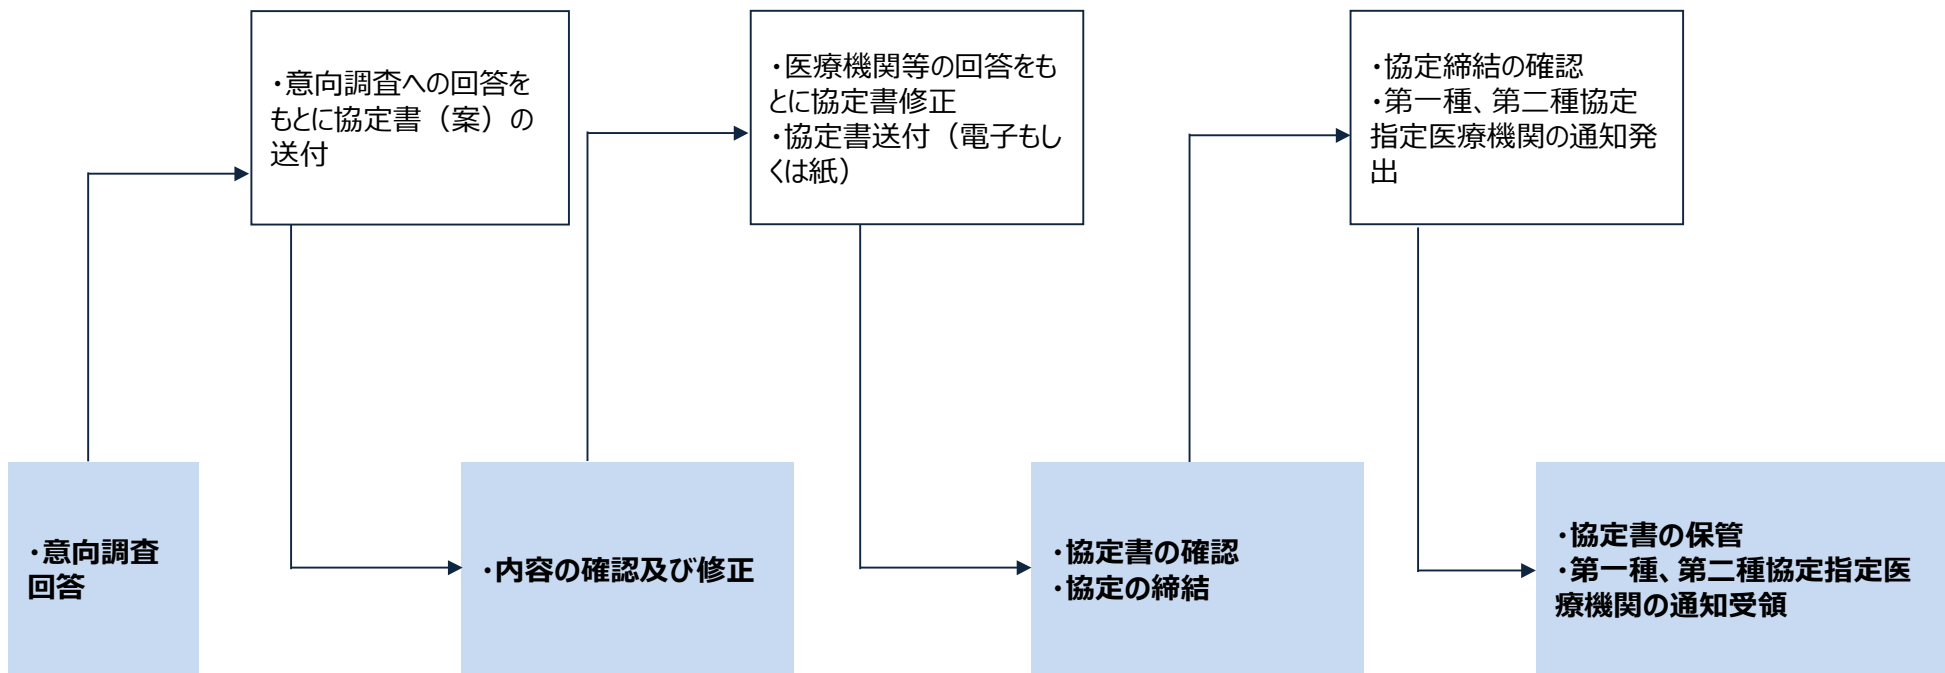 ・意向調査への回答を
もとに協定書（案）の
送付
・医療機関等の回答をも
とに協定書修正
・協定書送付（電子もし
くは紙）
・協定締結の確認
・第一種、第二種協定
指定医療機関の通知発
出
・意向調査
回答
・内容の確認及び修正
・協定書の確認
・協定の締結
・協定書の保管
・第一種、第二種協定指定医
療機関の通知受領